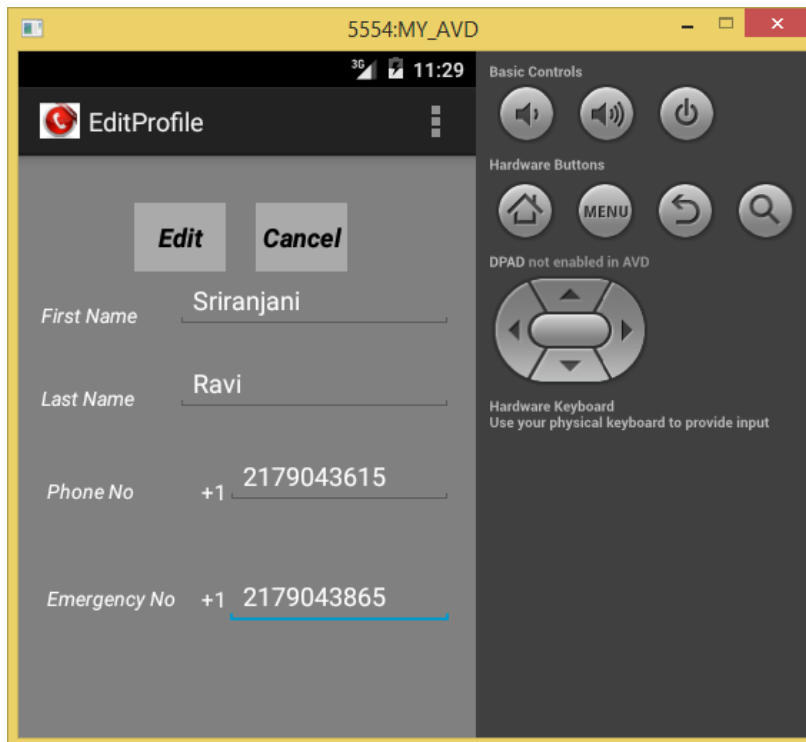 5554:MY_AVD
3G 11:29
EditProfile
Edit Cancel
First Name Sriranjani
Last Name Ravi
Phone No +1 2179043615
Emergency No +1 2179043865
Basic Controls
Hardware Buttons
MENU
DPAD not enabled in AVD
Hardware Keyboard
Use your physical keyboard to provide input